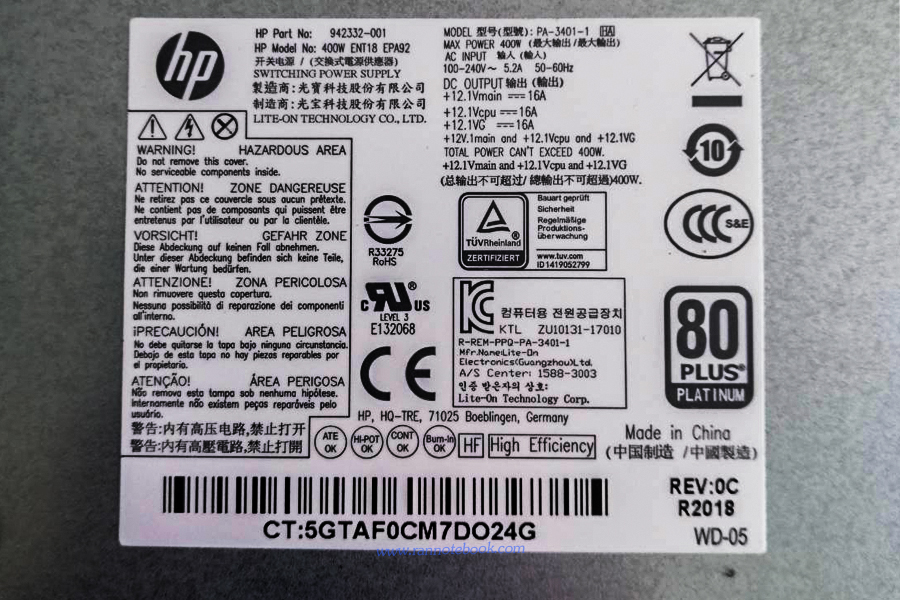 hp
HP Part No: 942332-001
HP Model No: 400W ENT18 EPA92
开关电源 / (交換式電源供應器)
SWITCHING POWER SUPPLY
製造商:光寶科技股份有限公司
制造商:光宝科技股份有限公司
LITE-ON TECHNOLOGY CO., LTD.
MODEL 型号(型號): PA-3401-1 HA
MAX POWER 400W (最大输出/最大輸出)
AC INPUT 输入 (輸入)
100-240V～ 5.2A 50-60Hz
DC OUTPUT 输出 (輸出)
+12.1Vmain ⎓ 16A
+12.1Vcpu ⎓ 16A
+12.1VG ⎓ 16A
+12V.1main and +12.1Vcpu and +12.1VG
TOTAL POWER CAN'T EXCEED 400W.
+12.1Vmain and +12.1Vcpu and +12.1VG
(总输出不可超过/ 總輸出不可超過)400W.
WARNING! HAZARDOUS AREA
Do not remove this cover.
No serviceable components inside.
ATTENTION! ZONE DANGEREUSE
Ne retirez pas ce couvercle sous aucun prétexte.
Ne contient pas de composants qui puissent être
entretenus par l'utilisateur ou par la clientèle.
VORSICHT! GEFAHR ZONE
Diese Abdeckung auf keinen Fall abnehmen.
Unter dieser Abdeckung befinden sich keine Teile,
die einer Wartung bedürfen.
ATTENZIONE! ZONA PERICOLOSA
Non rimuovere questa copertura.
Nessuna possibilità di reparazione dei componenti
all'interno.
¡PRECAUCIÓN! AREA PELIGROSA
No debe quitarse la tapa bajo ninguna circunstancia.
Debajo de esta tapa no hay piezas reparables por
el propietario.
ATENÇÃO! ÁREA PERIGOSA
Não remova esta tampa sob nenhuma hipótese.
Internamente não existem peças reparáveis pelo
usuário.
警告:内有高压电路,禁止打开
警告:內有高壓電路,禁止打開
R33275
RoHS
TÜVRheinland
ZERTIFIZIERT
Bauart geprüft
Sicherheit
Regelmäßige
Produktions-
überwachung
www.tuv.com
ID 1419052799
c RU ® US
LEVEL 3
E132068
CE
KC
컴퓨터용 전원공급장치
KTL ZU10131-17010
R-REM-PPQ-PA-3401-1
Mfr.Name:Lite-On
Electronics(Guangzhou)Ltd.
A/S Center: 1588-3003
인증 받은자의 상호:
Lite-On Technology Corp.
10
CCC S&E
80
PLUS®
PLATINUM
HP, HQ-TRE, 71025 Boeblingen, Germany
ATE OK
HI-POT OK
CONT OK
Burn-In OK
HF
High Efficiency
Made in China
(中国制造 /中國製造)
CT:5GTAF0CM7DO24G
REV:0C
R2018
WD-05